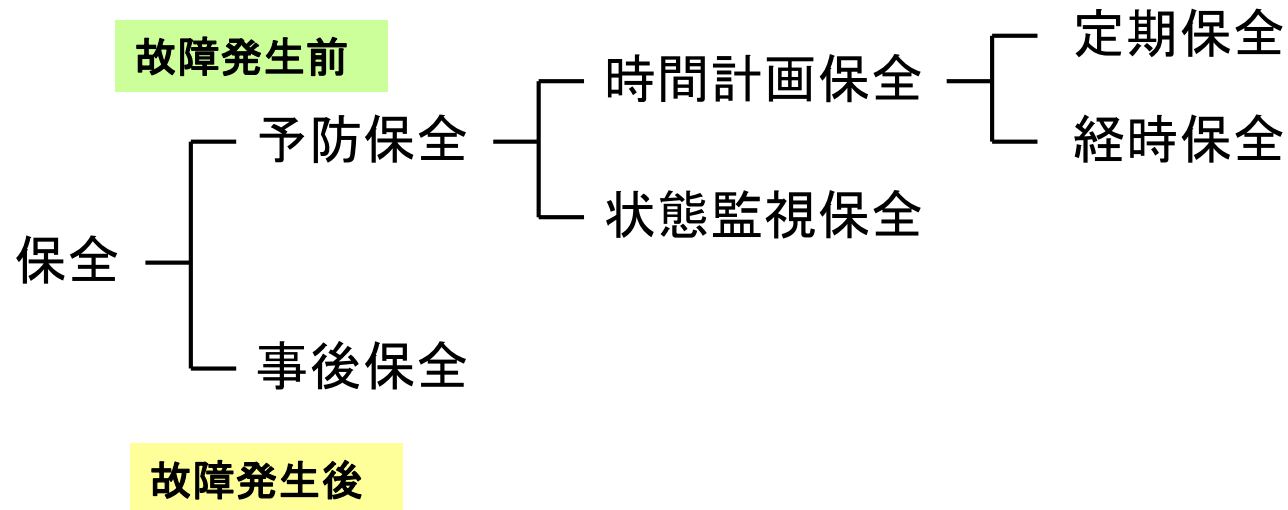 故障発生前
定期保全
時間計画保全
予防保全
経時保全
状態監視保全
保全
事後保全
故障発生後